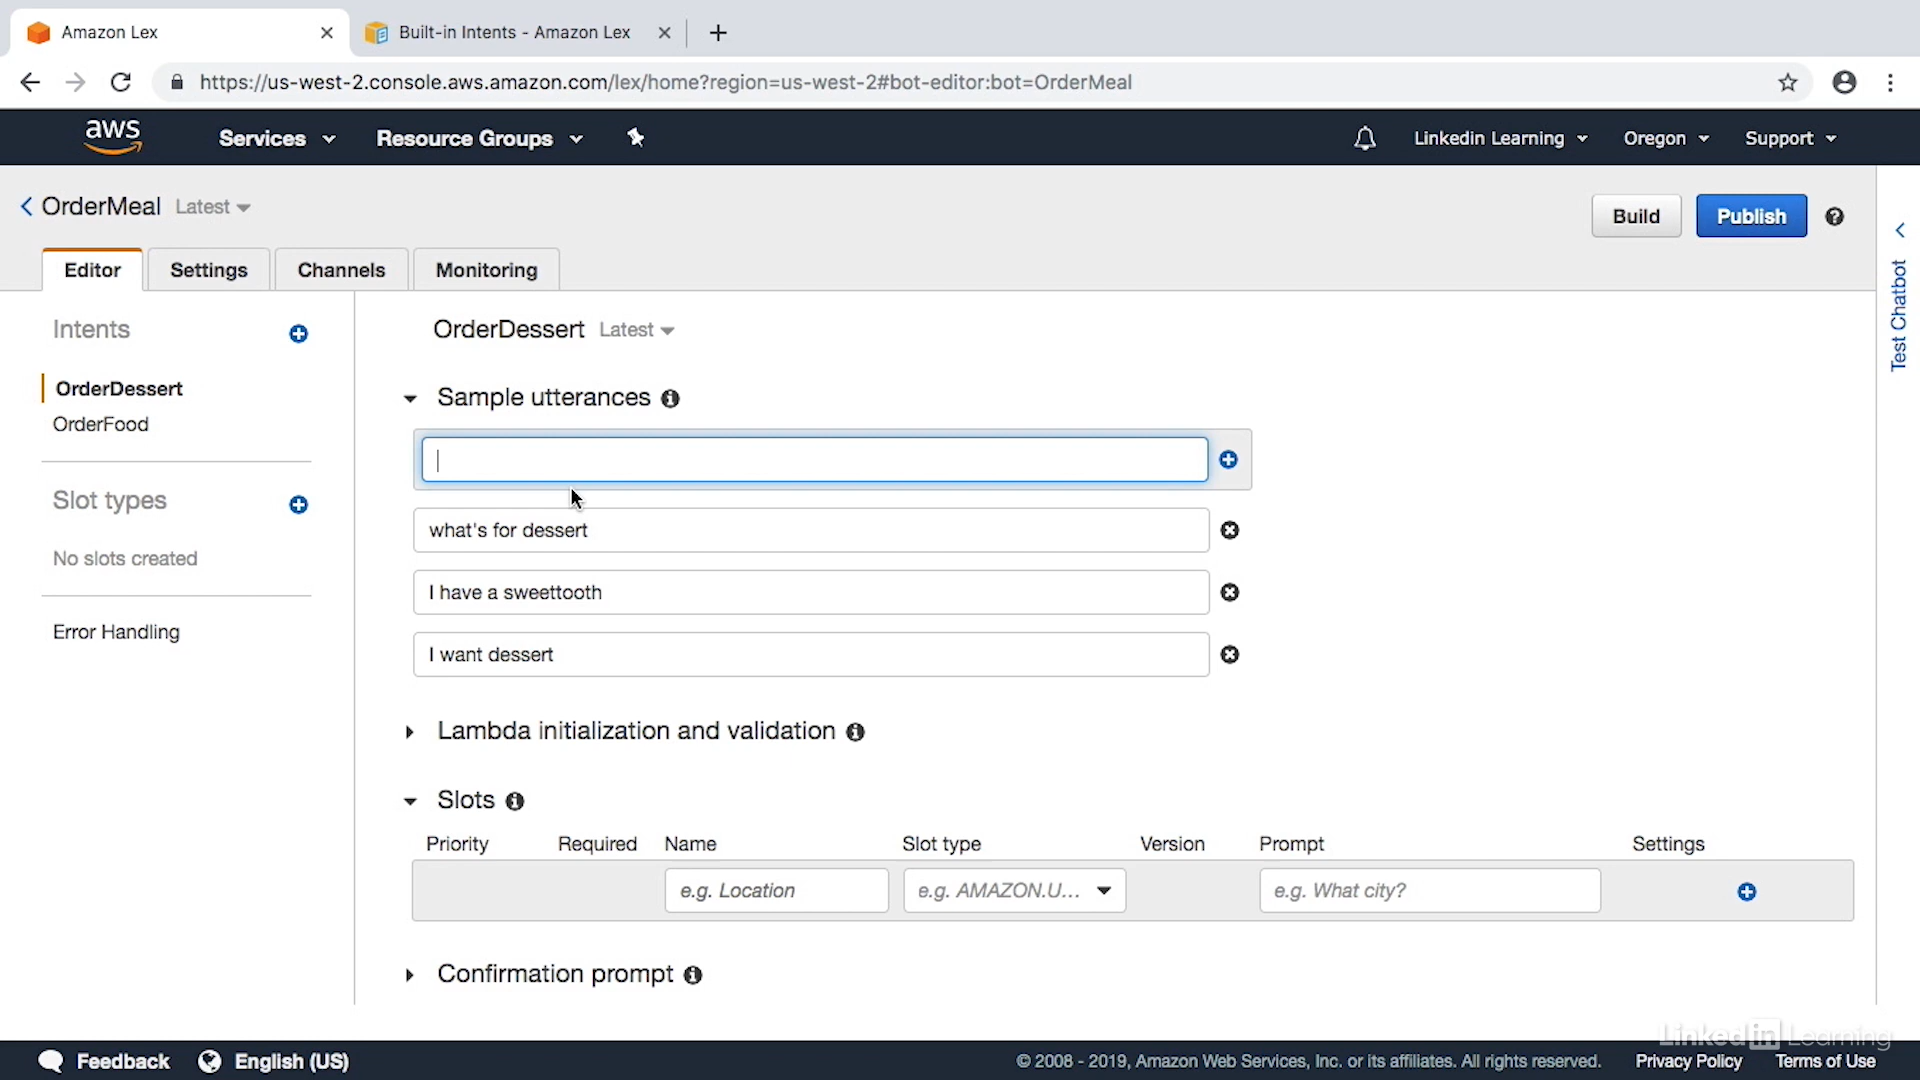 Amazon Lex
Built-in Intents - Amazon Lex
https://us-west-2.console.aws.amazon.com/lex/home?region=us-west-2#bot-editor:bot=OrderMeal
aws Services Resource Groups Linkedin Learning Oregon Support
OrderMeal Latest
Build Publish
Editor Settings Channels Monitoring
Test Chatbot
Intents
OrderDessert
OrderFood
Slot types
No slots created
Error Handling
OrderDessert Latest
Sample utterances
what's for dessert
I have a sweettooth
I want dessert
Lambda initialization and validation
Slots
Priority Required Name Slot type Version Prompt Settings
e.g. Location e.g. AMAZON.U... e.g. What city?
Confirmation prompt
LinkedIn Learning
Feedback English (US) © 2008 - 2019, Amazon Web Services, Inc. or its affiliates. All rights reserved. Privacy Policy Terms of Use